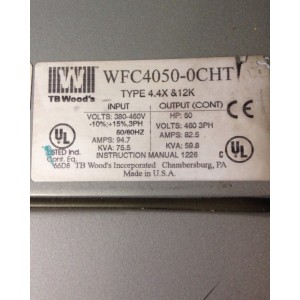 WFC4050-0CHT
TB Wood's
TYPE 4.4X &12K
INPUT
VOLTS: 380-460V
-10%;+15%,3PH
50/60HZ
AMPS: 94.7
KVA: 75.5
OUTPUT (CONT)
HP: 50
VOLTS: 460 3PH
AMPS: 82.5
KVA: 59.8
CE
UL
LISTED Ind.
Cont. Eq.
66D8
C UL
INSTRUCTION MANUAL 1226
TB Wood's Incorporated Chambersburg, PA
Made in U.S.A.